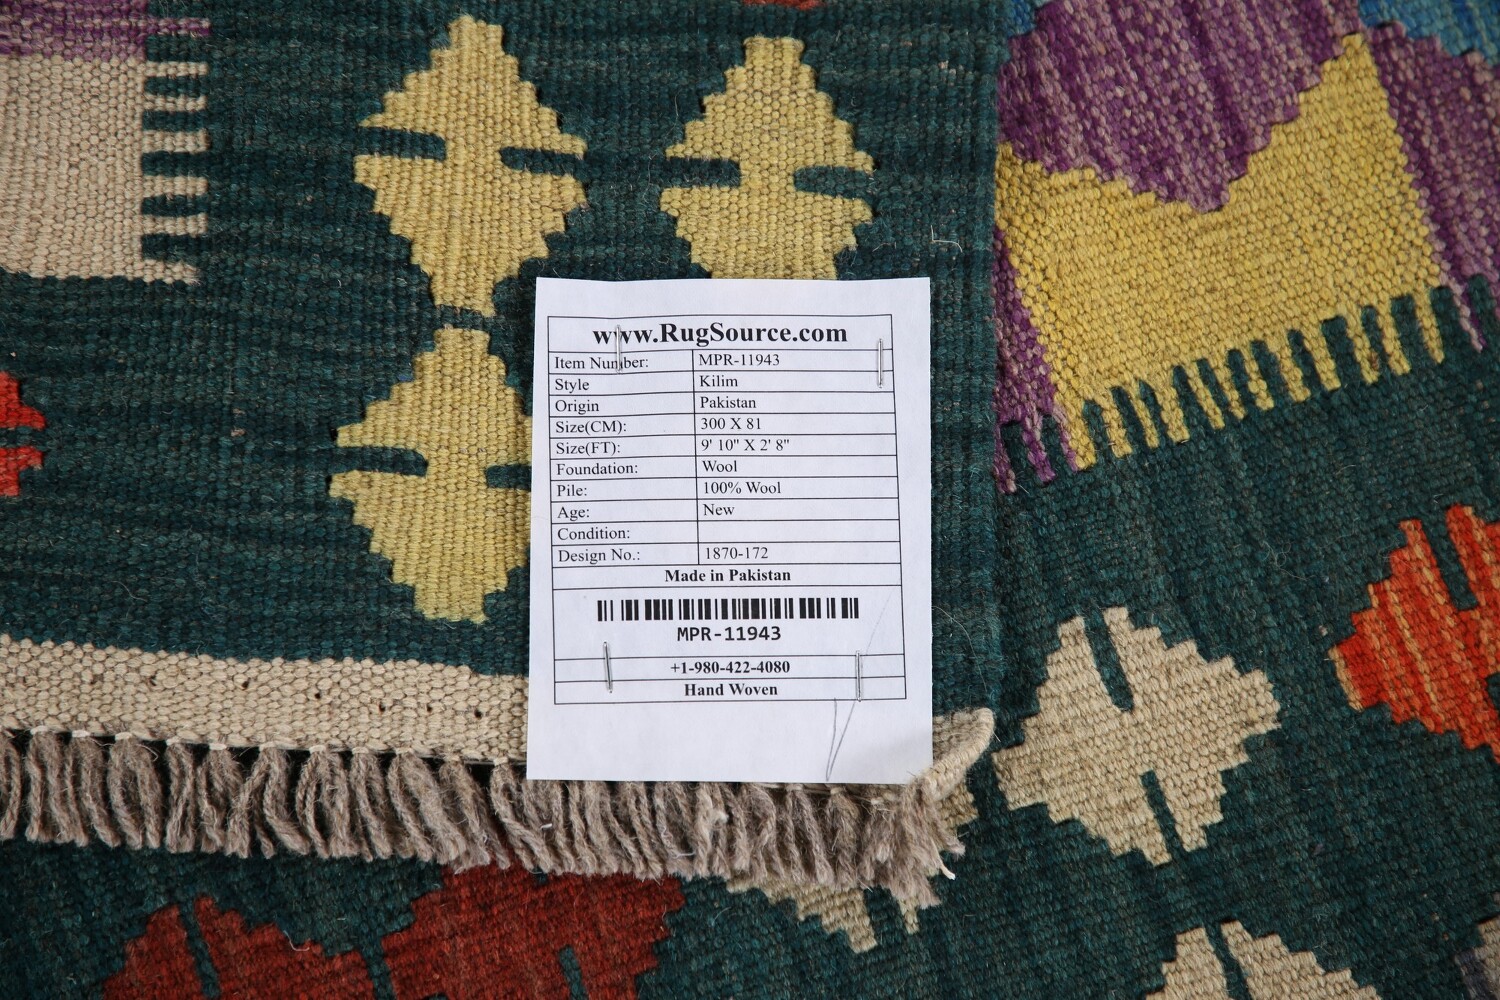 www.RugSource.com
Item Number: MPR-11943
Style Kilim
Origin Pakistan
Size(CM): 300 X 81
Size(FT): 9' 10" X 2' 8"
Foundation: Wool
Pile: 100% Wool
Age: New
Condition:
Design No.: 1870-172
Made in Pakistan
MPR-11943
+1-980-422-4080
Hand Woven